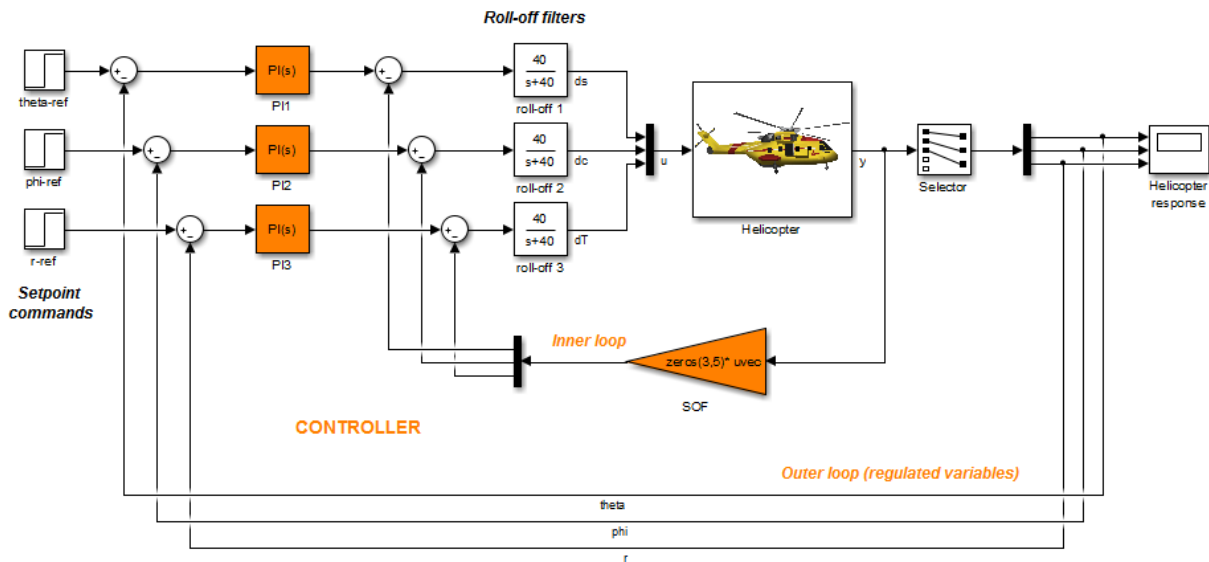 Roll-off filters
theta-ref
+
-
PI(s)
PI1
+
-
40
s+40
ds
roll-off 1
phi-ref
+
-
PI(s)
PI2
+
-
40
s+40
dc
roll-off 2
u
Helicopter
y
Selector
Helicopter
response
r-ref
+
-
PI(s)
PI3
+
-
40
s+40
dT
roll-off 3
Setpoint
commands
Inner loop
zeros(3,5)* uvec
SOF
CONTROLLER
Outer loop (regulated variables)
theta
phi
r